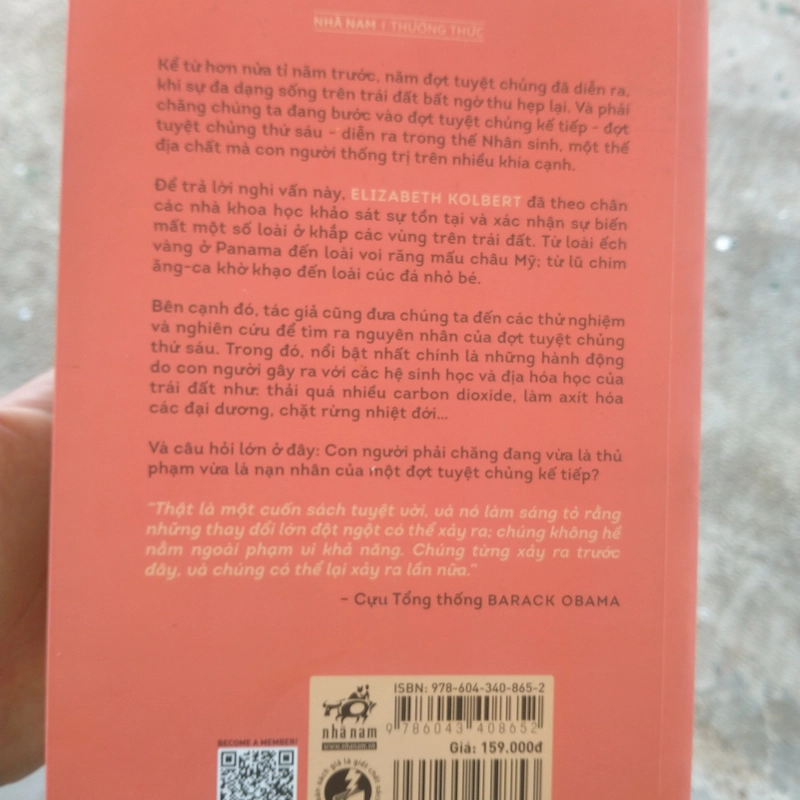 NHÃ NAM | THƯỞNG THỨC
Kể từ hơn nửa tỉ năm trước, năm đợt tuyệt chủng đã diễn ra,
khi sự đa dạng sống trên trái đất bất ngờ thu hẹp lại. Và phải
chăng chúng ta đang bước vào đợt tuyệt chủng kế tiếp - đợt
tuyệt chủng thứ sáu - diễn ra trong thế Nhân sinh, một thế
địa chất mà con người thống trị trên nhiều khía cạnh.
Để trả lời nghi vấn này, ELIZABETH KOLBERT đã theo chân
các nhà khoa học khảo sát sự tồn tại và xác nhận sự biến
mất một số loài ở khắp các vùng trên trái đất. Từ loài ếch
vàng ở Panama đến loài voi răng mấu châu Mỹ; từ lũ chim
ăng-ca khờ khạo đến loài cúc đá nhỏ bé.
Bên cạnh đó, tác giả cũng đưa chúng ta đến các thử nghiệm
và nghiên cứu để tìm ra nguyên nhân của đợt tuyệt chủng
thứ sáu. Trong đó, nổi bật nhất chính là những hành động
do con người gây ra với các hệ sinh học và địa hóa học của
trái đất như: thải quá nhiều carbon dioxide, làm axít hóa
các đại dương, chặt rừng nhiệt đới...
Và câu hỏi lớn ở đây: Con người phải chăng đang vừa là thủ
phạm vừa là nạn nhân của một đợt tuyệt chủng kế tiếp?
"Thật là một cuốn sách tuyệt vời, và nó làm sáng tỏ rằng
những thay đổi lớn đột ngột có thể xảy ra; chúng không hề
nằm ngoài phạm vi khả năng. Chúng từng xảy ra trước
đây, và chúng có thể lại xảy ra lần nữa."
- Cựu Tổng thống BARACK OBAMA
ISBN: 978-604-340-865-2
9 786043 408652
Giá: 159.000đ
nhã nam
www.nhanam.vn
BECOME A MEMBER!